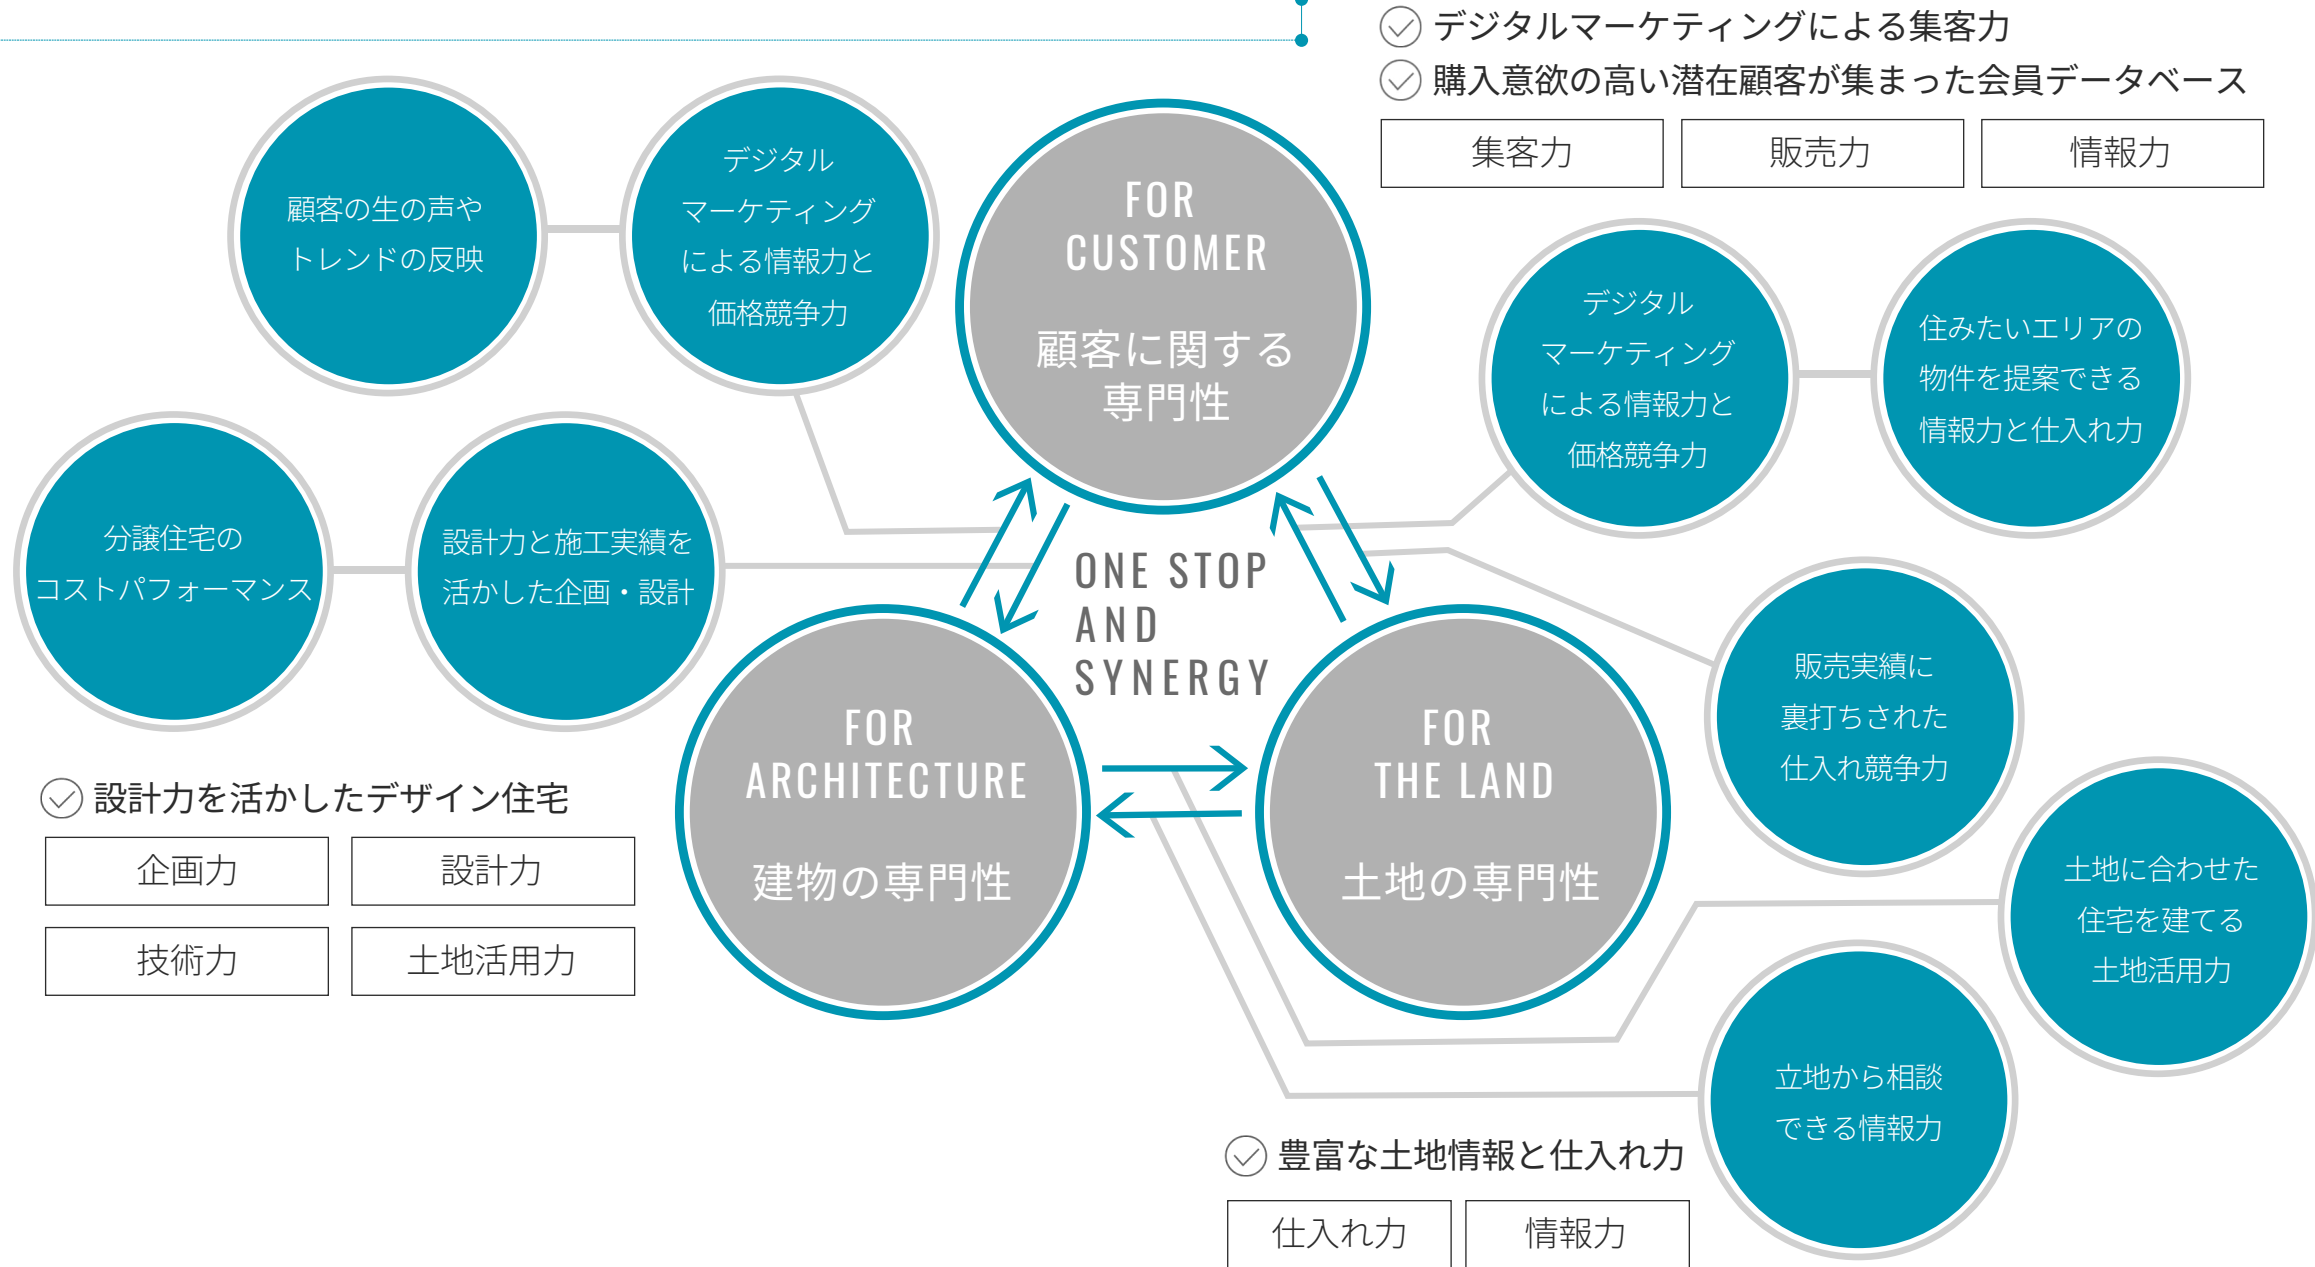 デジタルマーケティングによる集客力
購入意欲の高い潜在顧客が集まった会員データベース
集客力
販売力
情報力
顧客の生の声や
トレンドの反映
デジタル
マーケティング
による情報力と
価格競争力
FOR
CUSTOMER
顧客に関する
専門性
デジタル
マーケティング
による情報力と
価格競争力
住みたいエリアの
物件を提案できる
情報力と仕入れ力
分譲住宅の
コストパフォーマンス
設計力と施工実績を
活かした企画・設計
ONE STOP
AND
SYNERGY
販売実績に
裏打ちされた
仕入れ競争力
FOR
ARCHITECTURE
建物の専門性
FOR
THE LAND
土地の専門性
設計力を活かしたデザイン住宅
企画力
設計力
技術力
土地活用力
土地に合わせた
住宅を建てる
土地活用力
立地から相談
できる情報力
豊富な土地情報と仕入れ力
仕入れ力
情報力